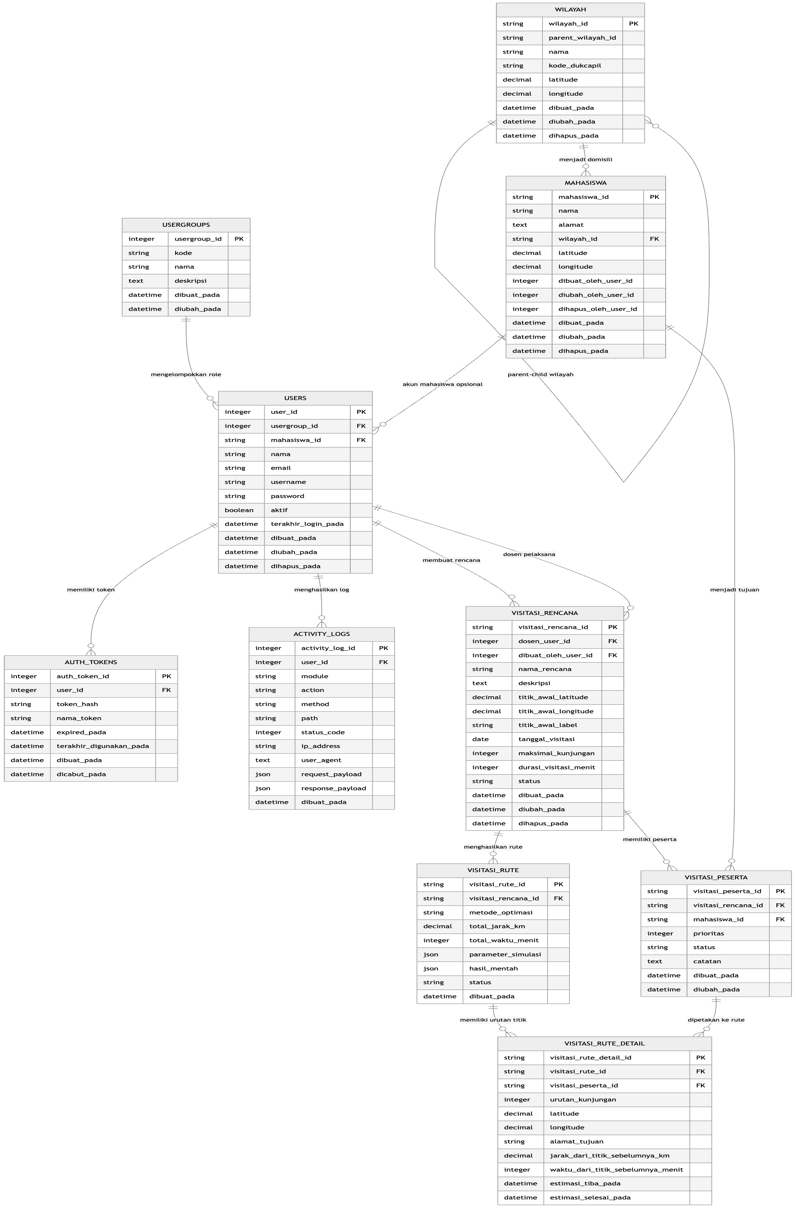 WILAYAH
string wilayah_id PK
string parent_wilayah_id
string nama
string kode_dukcapil
decimal latitude
decimal longitude
datetime dibuat_pada
datetime diubah_pada
datetime dihapus_pada
menjadi domisili
MAHASISWA
string mahasiswa_id PK
string nama
text alamat
string wilayah_id FK
decimal latitude
decimal longitude
integer dibuat_oleh_user_id
integer diubah_oleh_user_id
integer dihapus_oleh_user_id
datetime dibuat_pada
datetime diubah_pada
datetime dihapus_pada
USERGROUPS
integer usergroup_id PK
string kode
string nama
text deskripsi
datetime dibuat_pada
datetime diubah_pada
mengelompokkan role
akun mahasiswa opsional
parent-child wilayah
USERS
integer user_id PK
integer usergroup_id FK
string mahasiswa_id FK
string nama
string email
string username
string password
boolean aktif
datetime terakhir_login_pada
datetime dibuat_pada
datetime diubah_pada
datetime dihapus_pada
memiliki token
menghasilkan log
membuat rencana
dosen pelaksana
menjadi tujuan
AUTH_TOKENS
integer auth_token_id PK
integer user_id FK
string token_hash
string nama_token
datetime expired_pada
datetime terakhir_digunakan_pada
datetime dibuat_pada
datetime dicabut_pada
ACTIVITY_LOGS
integer activity_log_id PK
integer user_id FK
string module
string action
string method
string path
integer status_code
string ip_address
text user_agent
json request_payload
json response_payload
datetime dibuat_pada
VISITASI_RENCANA
string visitasi_rencana_id PK
integer dosen_user_id FK
integer dibuat_oleh_user_id FK
string nama_rencana
text deskripsi
decimal titik_awal_latitude
decimal titik_awal_longitude
string titik_awal_label
date tanggal_visitasi
integer maksimal_kunjungan
integer durasi_visitasi_menit
string status
datetime dibuat_pada
datetime diubah_pada
datetime dihapus_pada
menghasilkan rute
memiliki peserta
VISITASI_RUTE
string visitasi_rute_id PK
string visitasi_rencana_id FK
string metode_optimasi
decimal total_jarak_km
integer total_waktu_menit
json parameter_simulasi
json hasil_mentah
string status
datetime dibuat_pada
VISITASI_PESERTA
string visitasi_peserta_id PK
string visitasi_rencana_id FK
string mahasiswa_id FK
integer prioritas
string status
text catatan
datetime dibuat_pada
datetime diubah_pada
memiliki urutan titik
dipetakan ke rute
VISITASI_RUTE_DETAIL
string visitasi_rute_detail_id PK
string visitasi_rute_id FK
string visitasi_peserta_id FK
integer urutan_kunjungan
decimal latitude
decimal longitude
string alamat_tujuan
decimal jarak_dari_titik_sebelumnya_km
integer waktu_dari_titik_sebelumnya_menit
datetime estimasi_tiba_pada
datetime estimasi_selesai_pada